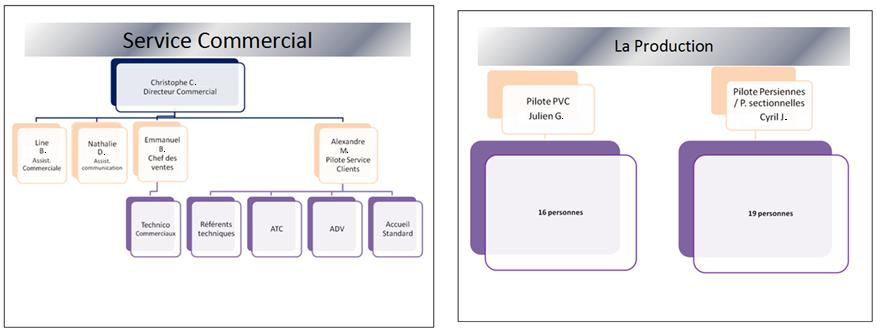 Service Commercial
Christophe C.
Directeur Commercial
Line
B.
Assist.
Commerciale
Nathalie
D.
Assist.
communication
Emmanuel
B.
Chef des
ventes
Alexandre
M.
Pilote Service
Clients
Technico
Commerciaux
Référents
techniques
ATC
ADV
Accueil
Standard
La Production
Pilote PVC
Julien G.
Pilote Persiennes
/ P. sectionnelles
Cyril J.
16 personnes
19 personnes